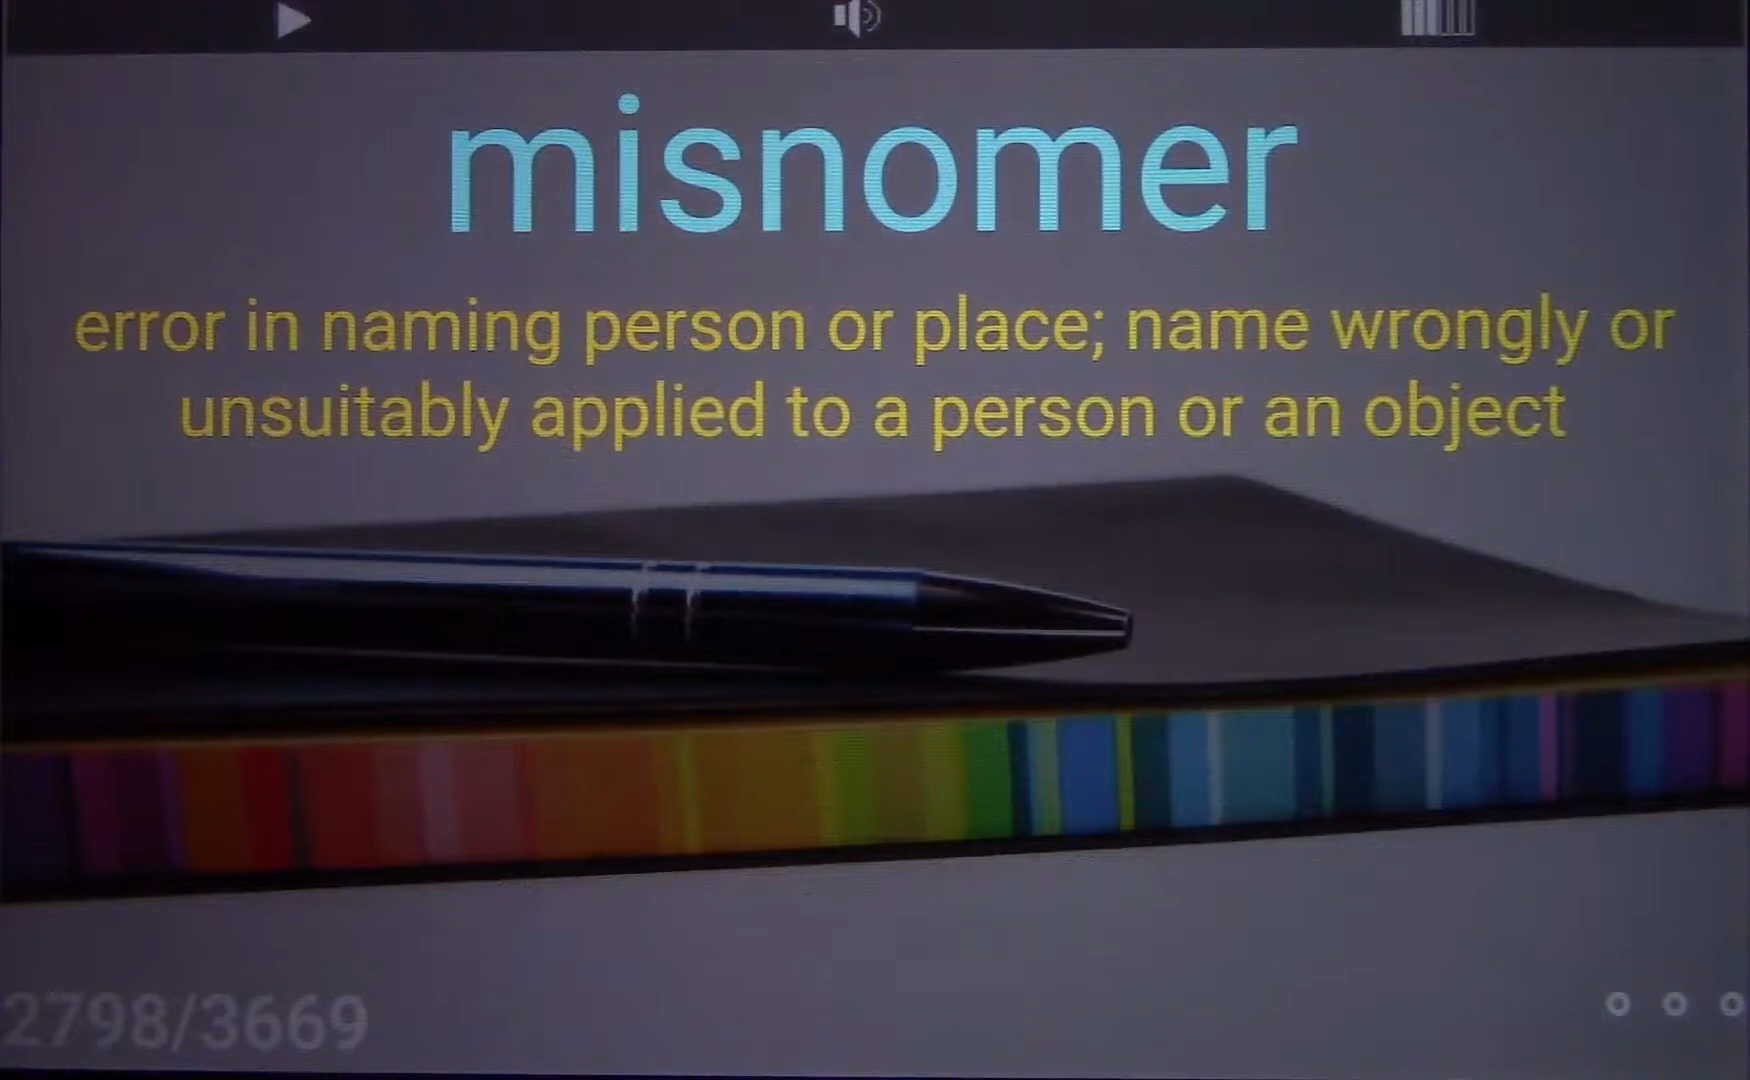 misnomer
error in naming person or place; name wrongly or
unsuitably applied to a person or an object
2798/3669